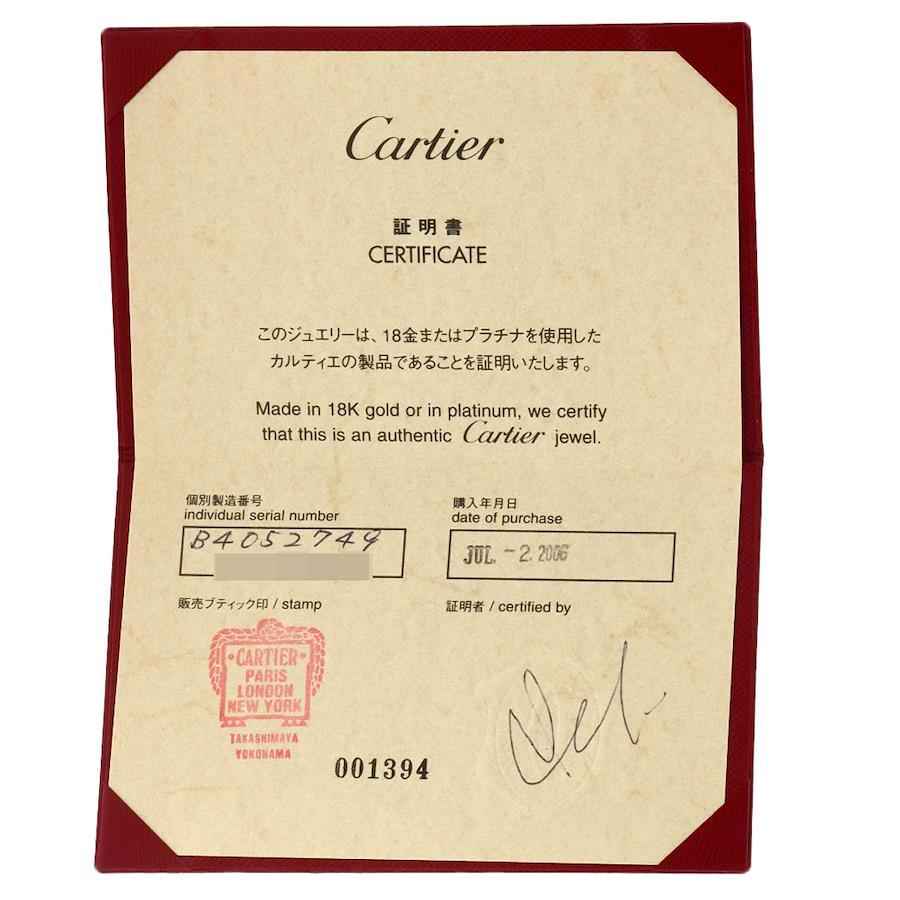 Cartier
証明書
CERTIFICATE
このジュエリーは、18金またはプラチナを使用した
カルティエの製品であることを証明いたします。
Made in 18K gold or in platinum, we certify
that this is an authentic Cartier jewel.
個別製造番号
individual serial number
B4052749
購入年月日
date of purchase
JUL. -2. 2006
販売ブティック印 / stamp
証明者 / certified by
CARTIER
PARIS
LONDON
NEW YORK
TAKASHIMAYA
YOKOHAMA
001394